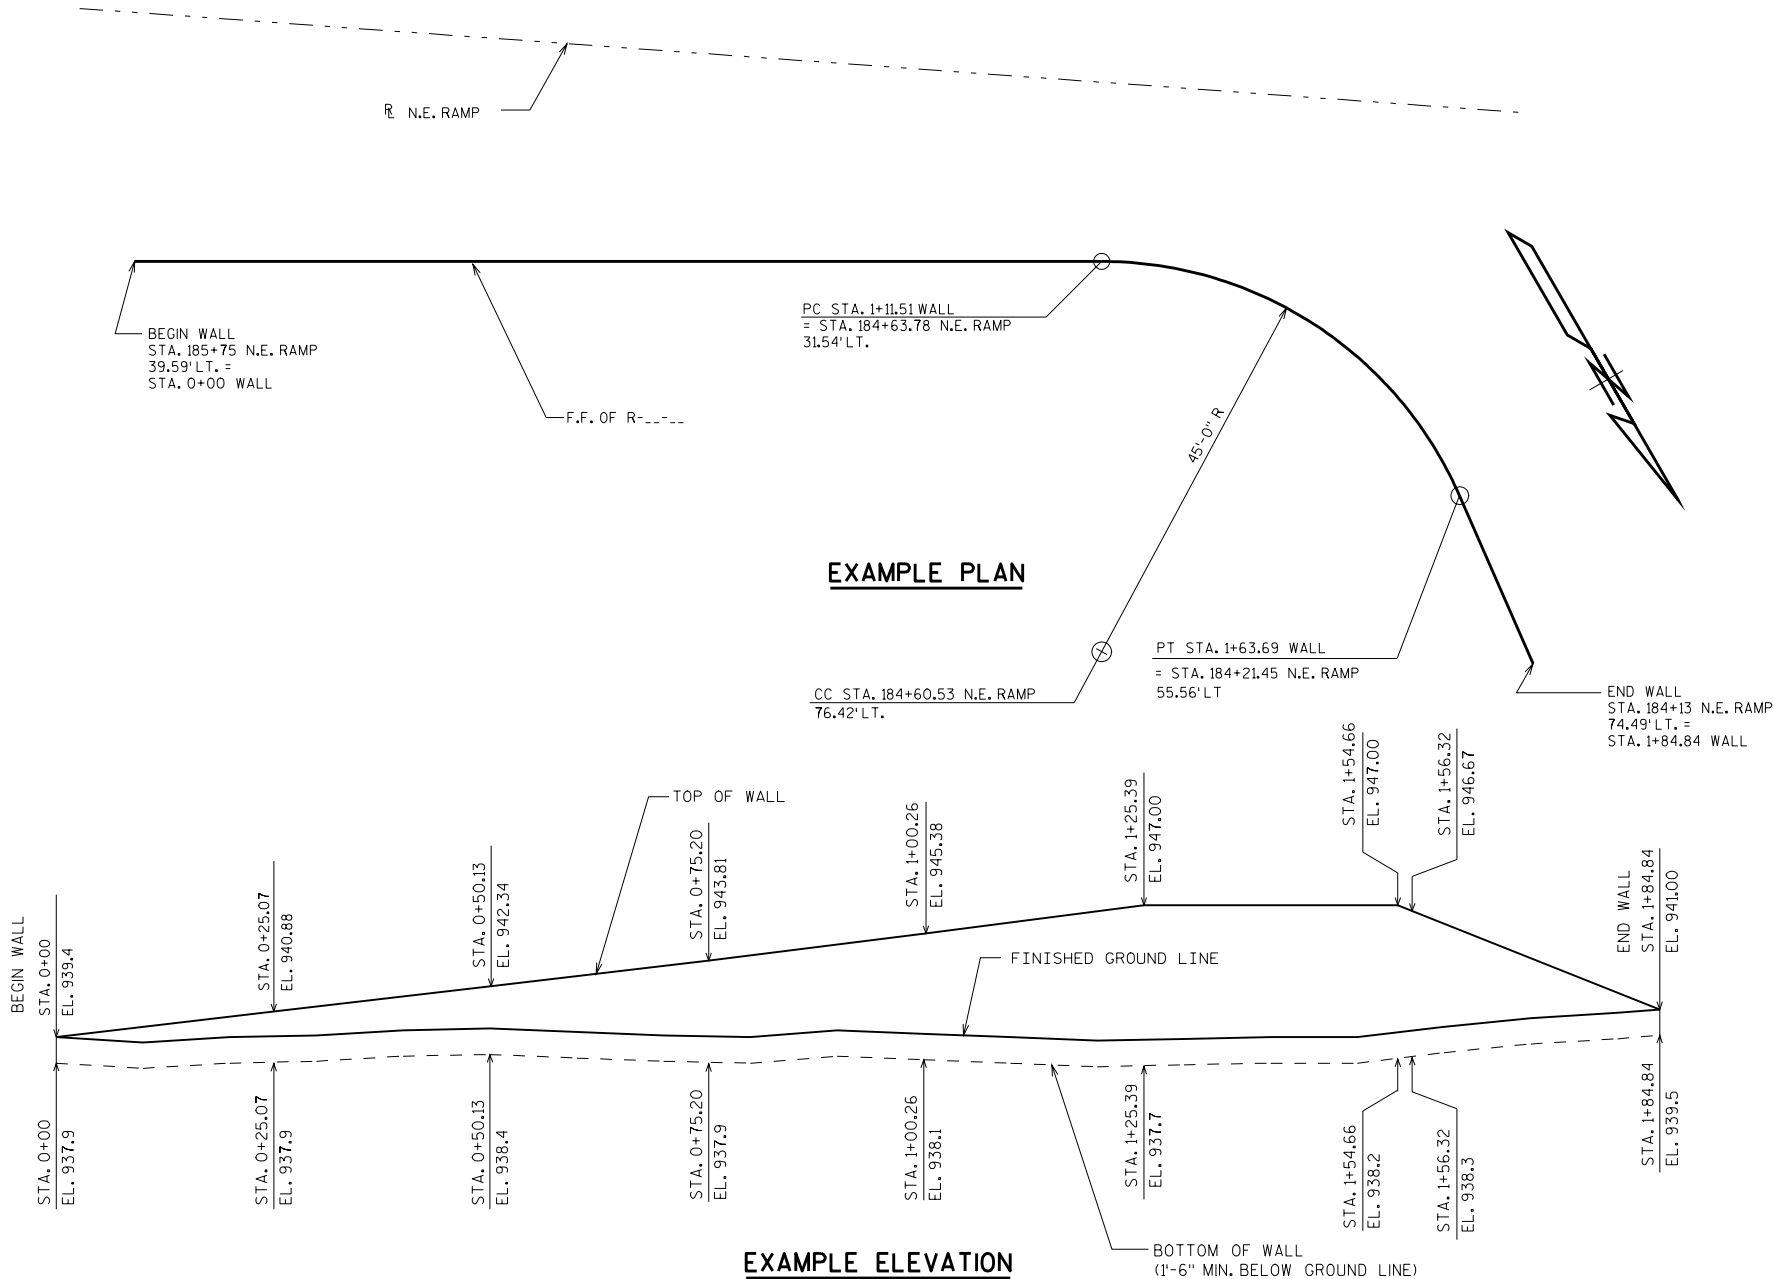 ℞ N.E. RAMP
BEGIN WALL
STA. 185+75 N.E. RAMP
39.59' LT. =
STA. 0+00 WALL
F.F. OF R-__-__
PC STA. 1+11.51 WALL
= STA. 184+63.78 N.E. RAMP
31.54' LT.
45'-0" R
EXAMPLE PLAN
CC STA. 184+60.53 N.E. RAMP
76.42' LT.
PT STA. 1+63.69 WALL
= STA. 184+21.45 N.E. RAMP
55.56' LT
END WALL
STA. 184+13 N.E. RAMP
74.49' LT. =
STA. 1+84.84 WALL
N
TOP OF WALL
FINISHED GROUND LINE
BEGIN WALL
STA. 0+00
EL. 939.4
STA. 0+25.07
EL. 940.88
STA. 0+50.13
EL. 942.34
STA. 0+75.20
EL. 943.81
STA. 1+00.26
EL. 945.38
STA. 1+25.39
EL. 947.00
STA. 1+54.66
EL. 947.00
STA. 1+56.32
EL. 946.67
END WALL
STA. 1+84.84
EL. 941.00
STA. 0+00
EL. 937.9
STA. 0+25.07
EL. 937.9
STA. 0+50.13
EL. 938.4
STA. 0+75.20
EL. 937.9
STA. 1+00.26
EL. 938.1
STA. 1+25.39
EL. 937.7
STA. 1+54.66
EL. 938.2
STA. 1+56.32
EL. 938.3
STA. 1+84.84
EL. 939.5
BOTTOM OF WALL
(1'-6" MIN. BELOW GROUND LINE)
EXAMPLE ELEVATION